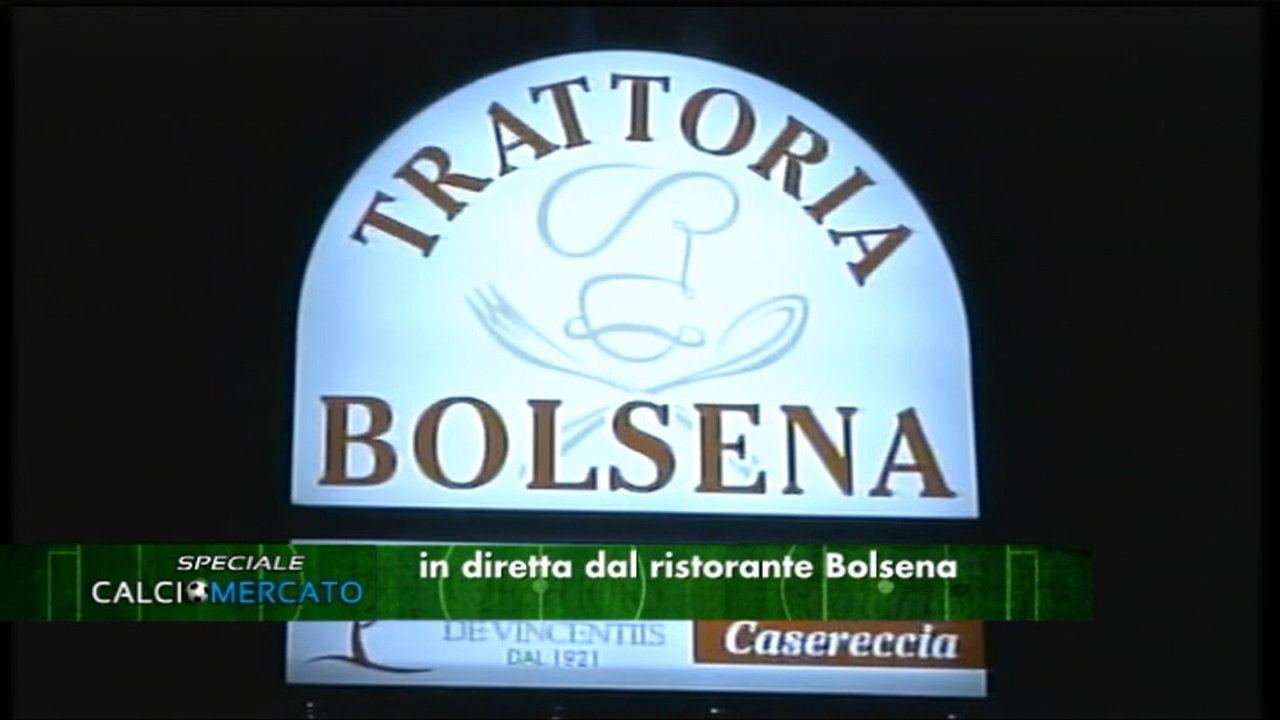 TRATTORIA
BOLSENA
SPECIALE
CALCIOMERCATO
in diretta dal ristorante Bolsena
DE VINCENTIIS
DAL 1921
Casereccia